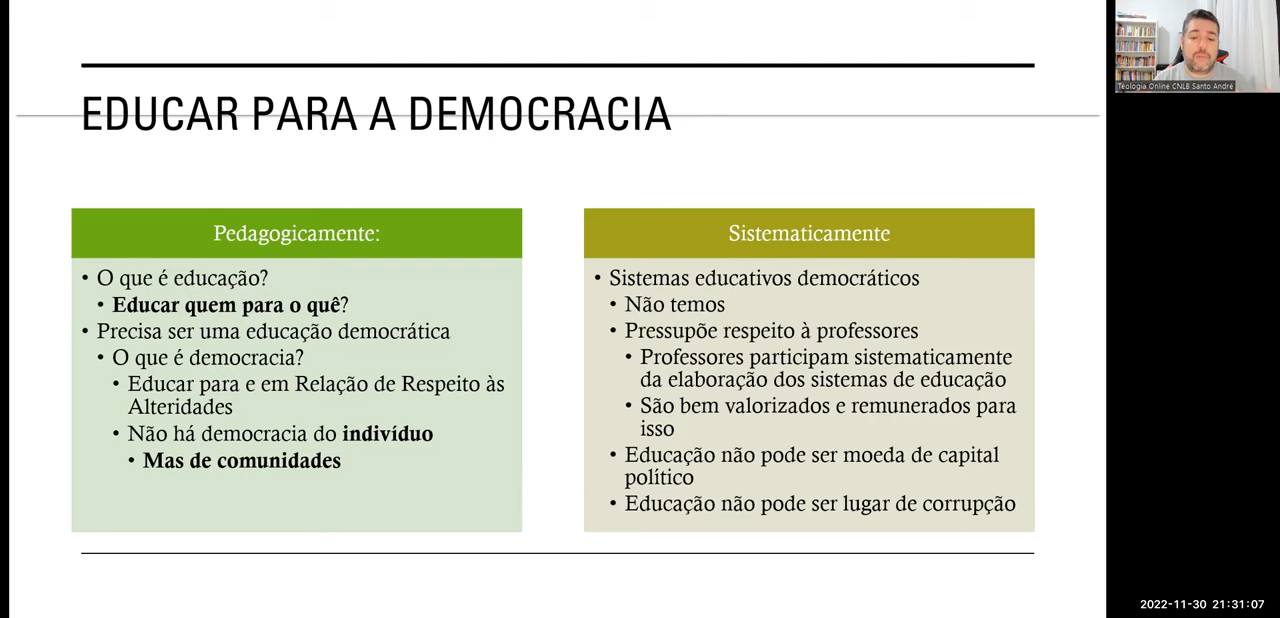 EDUCAR PARA A DEMOCRACIA
Pedagogicamente:
• O que é educação?
• Educar quem para o quê?
• Precisa ser uma educação democrática
• O que é democracia?
• Educar para e em Relação de Respeito às
Alteridades
• Não há democracia do indivíduo
• Mas de comunidades
Sistematicamente
• Sistemas educativos democráticos
• Não temos
• Pressupõe respeito à professores
• Professores participam sistematicamente
da elaboração dos sistemas de educação
• São bem valorizados e remunerados para
isso
• Educação não pode ser moeda de capital
político
• Educação não pode ser lugar de corrupção
Teologia Online CNLB Santo André
2022-11-30 21:31:07